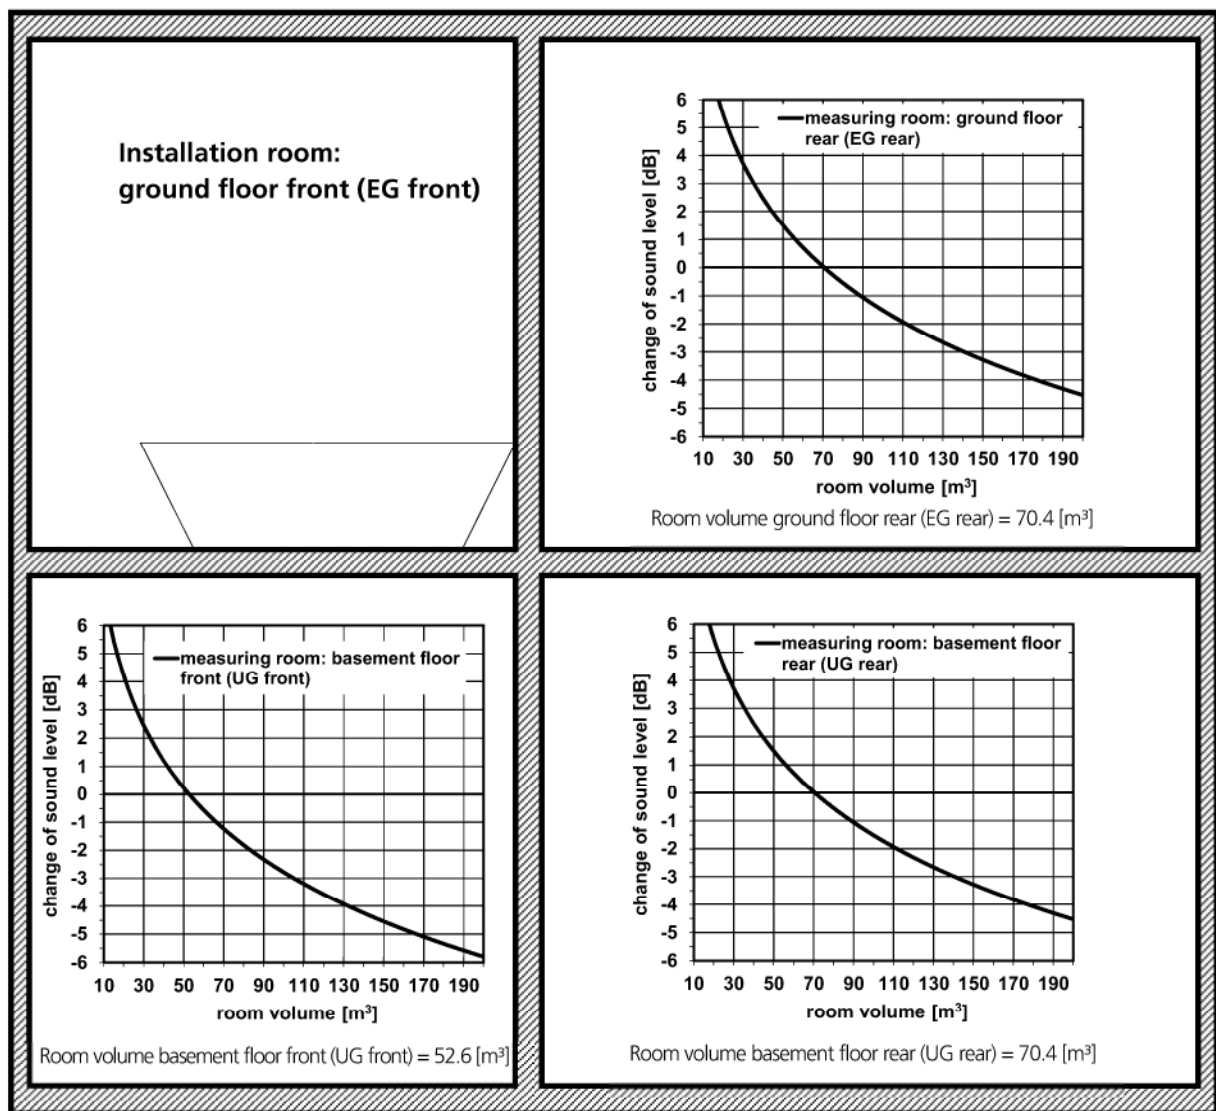 Installation room:
ground floor front (EG front)
6
5
4
3
2
1
0
-1
-2
-3
-4
-5
-6
change of sound level [dB]
measuring room: ground floor
rear (EG rear)
10 30 50 70 90 110 130 150 170 190
room volume [m³]
Room volume ground floor rear (EG rear) = 70.4 [m³]
6
5
4
3
2
1
0
-1
-2
-3
-4
-5
-6
change of sound level [dB]
measuring room: basement floor
front (UG front)
10 30 50 70 90 110 130 150 170 190
room volume [m³]
Room volume basement floor front (UG front) = 52.6 [m³]
6
5
4
3
2
1
0
-1
-2
-3
-4
-5
-6
change of sound level [dB]
measuring room: basement floor
rear (UG rear)
10 30 50 70 90 110 130 150 170 190
room volume [m³]
Room volume basement floor rear (UG rear) = 70.4 [m³]